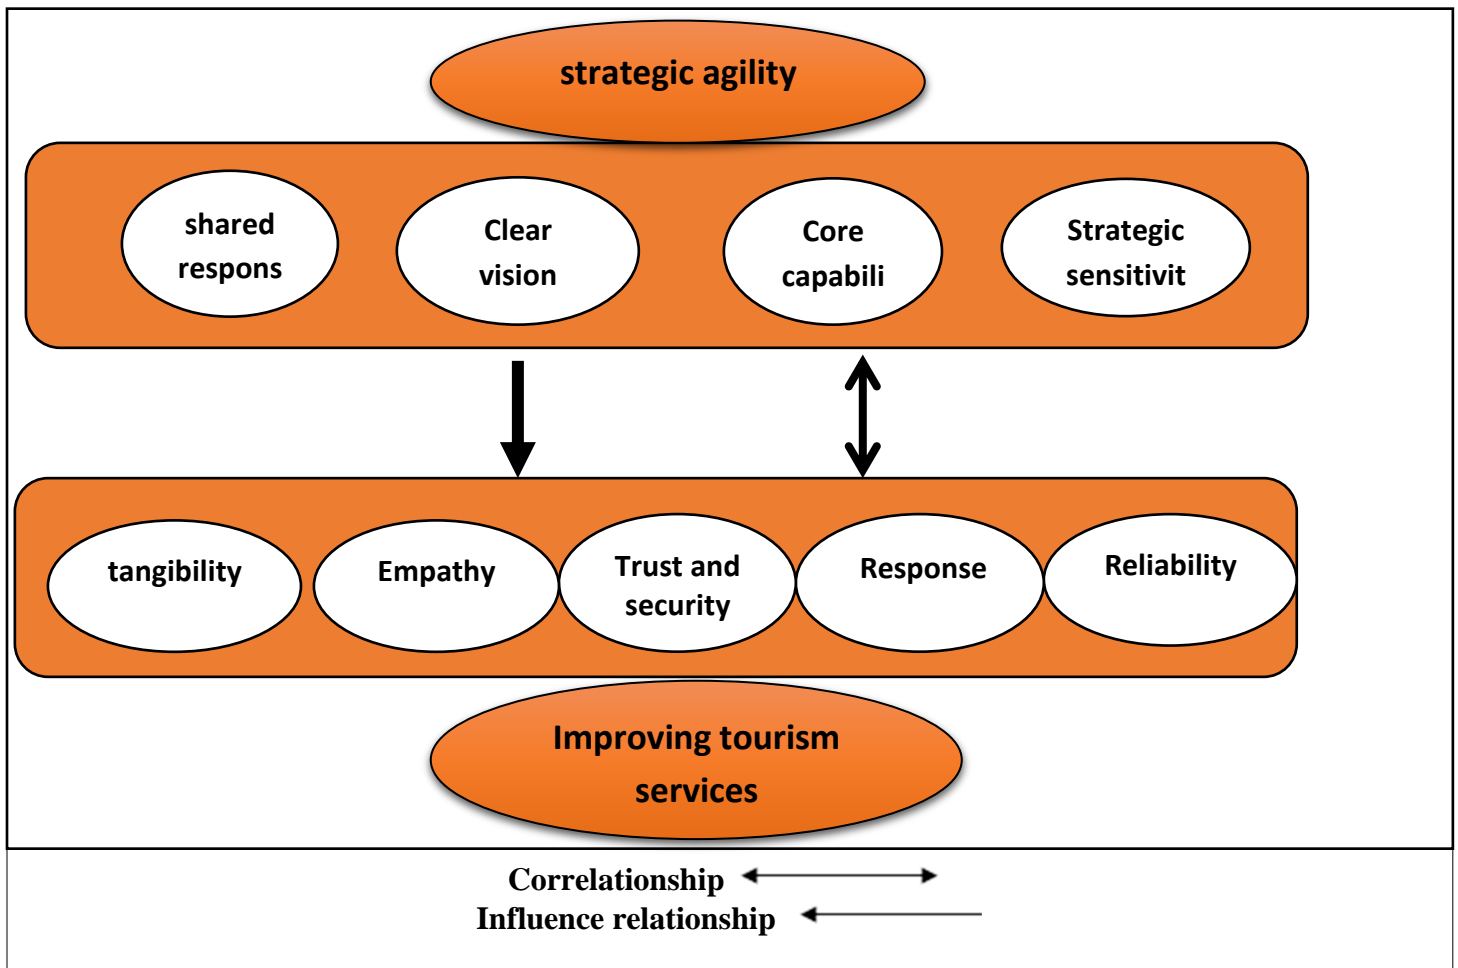 strategic agility
shared
respons
Clear
vision
Core
capabili
Strategic
sensitivit
tangibility
Empathy
Trust and
security
Response
Reliability
Improving tourism
services
Correlationship
Influence relationship